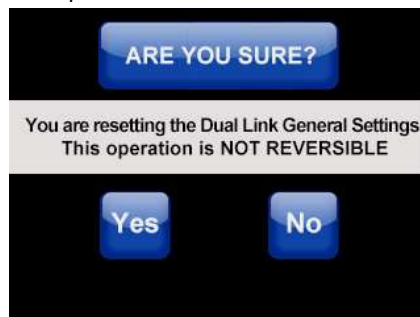 ARE YOU SURE?
You are resetting the Dual Link General Settings
This operation is NOT REVERSIBLE
Yes
No